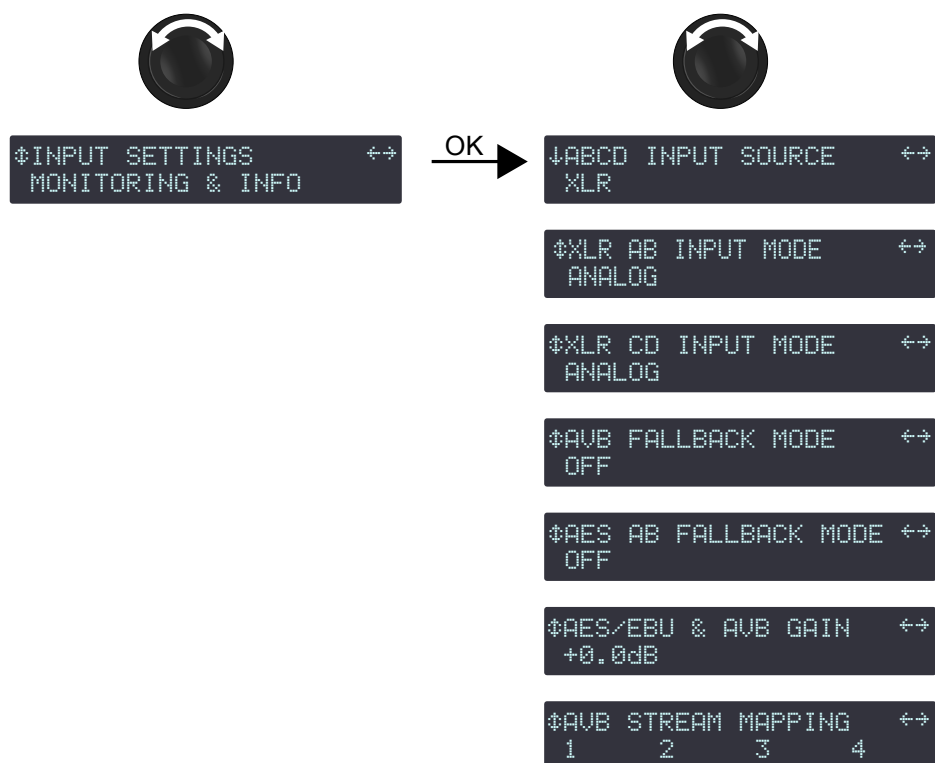 ↕INPUT SETTINGS ↔
MONITORING & INFO
OK
↓ABCD INPUT SOURCE ↔
XLR
↕XLR AB INPUT MODE ↔
ANALOG
↕XLR CD INPUT MODE ↔
ANALOG
↕AVB FALLBACK MODE ↔
OFF
↕AES AB FALLBACK MODE ↔
OFF
↕AES/EBU & AVB GAIN ↔
+0.0dB
↕AVB STREAM MAPPING ↔
1 2 3 4